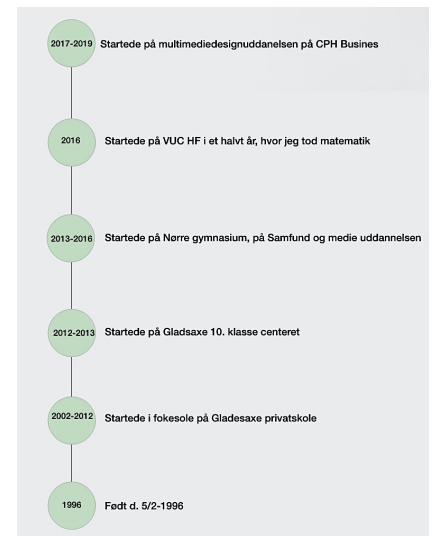 2017-2019 Startede på multimediedesignuddanelsen på CPH Busines
2016 Startede på VUC HF i et halvt år, hvor jeg tod matematik
2013-2016 Startede på Nørre gymnasium, på Samfund og medie uddannelsen
2012-2013 Startede på Gladsaxe 10. klasse centeret
2002-2012 Startede i fokesole på Gladesaxe privatskole
1996 Født d. 5/2-1996